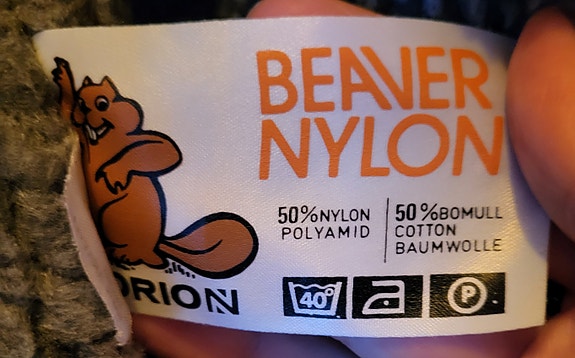 BEAVER
NYLON
50%NYLON
POLYAMID
50%BOMULL
COTTON
BAUMWOLLE
ORION
40°
a
P